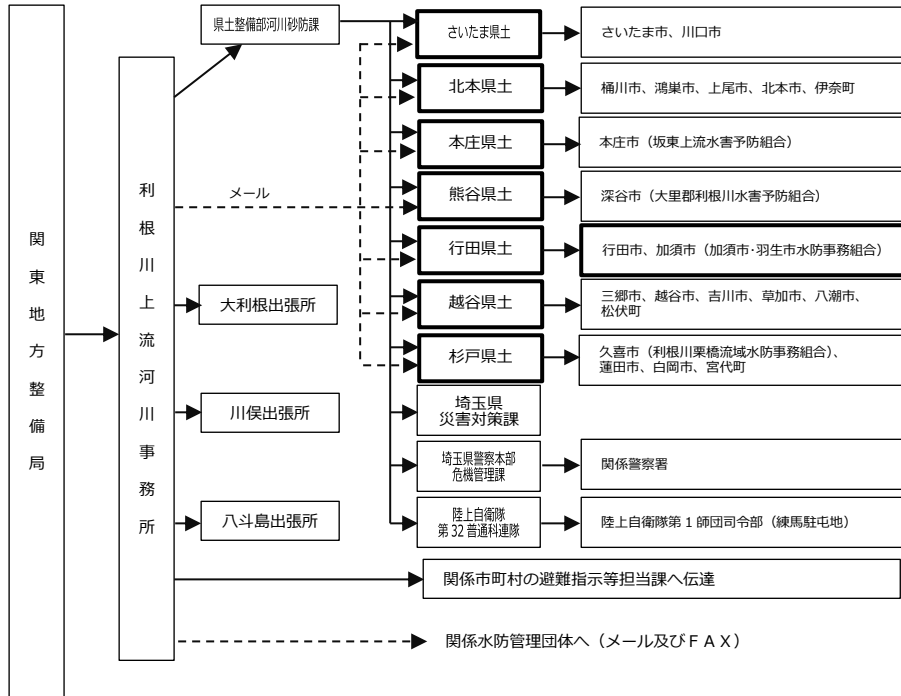 関東地方整備局
利根川上流河川事務所
県土整備部河川砂防課
メール
大利根出張所
川俣出張所
八斗島出張所
さいたま県土
さいたま市、川口市
北本県土
桶川市、鴻巣市、上尾市、北本市、伊奈町
本庄県土
本庄市（坂東上流水害予防組合）
熊谷県土
深谷市（大里郡利根川水害予防組合）
行田県土
行田市、加須市（加須市･羽生市水防事務組合）
越谷県土
三郷市、越谷市、吉川市、草加市、八潮市、
松伏町
杉戸県土
久喜市（利根川栗橋流域水防事務組合）、
蓮田市、白岡市、宮代町
埼玉県
災害対策課
埼玉県警察本部
危機管理課
関係警察署
陸上自衛隊
第32普通科連隊
陸上自衛隊第１師団司令部（練馬駐屯地）
関係市町村の避難指示等担当課へ伝達
関係水防管理団体へ（メール及びＦＡＸ）